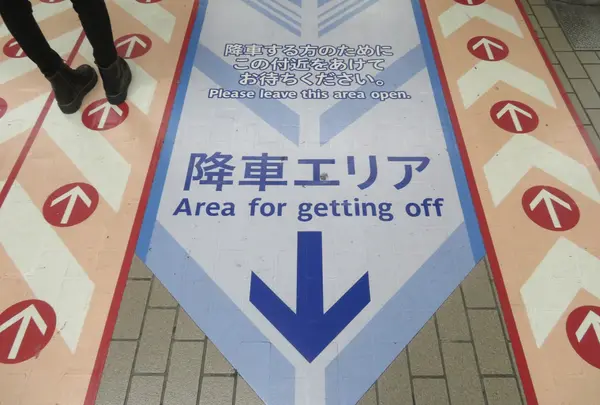 降車する方のために
この付近をあけて
お待ちください。
Please leave this area open.
降車エリア
Area for getting off